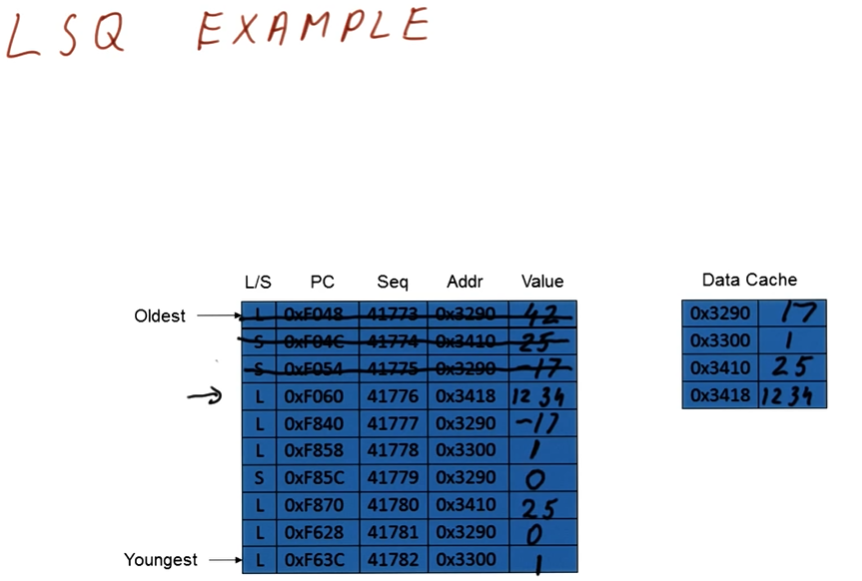 LSQ EXAMPLE
L/S PC Seq Addr Value Data Cache
Oldest L 0xF048 41773 0x3290 42 0x3290 17
S 0xF04C 41774 0x3410 25 0x3300 1
S 0xF054 41775 0x3290 -17 0x3410 25
L 0xF060 41776 0x3418 1234 0x3418 1234
L 0xF840 41777 0x3290 -17
L 0xF858 41778 0x3300 1
S 0xF85C 41779 0x3290 0
L 0xF870 41780 0x3410 25
L 0xF628 41781 0x3290 0
Youngest L 0xF63C 41782 0x3300 1